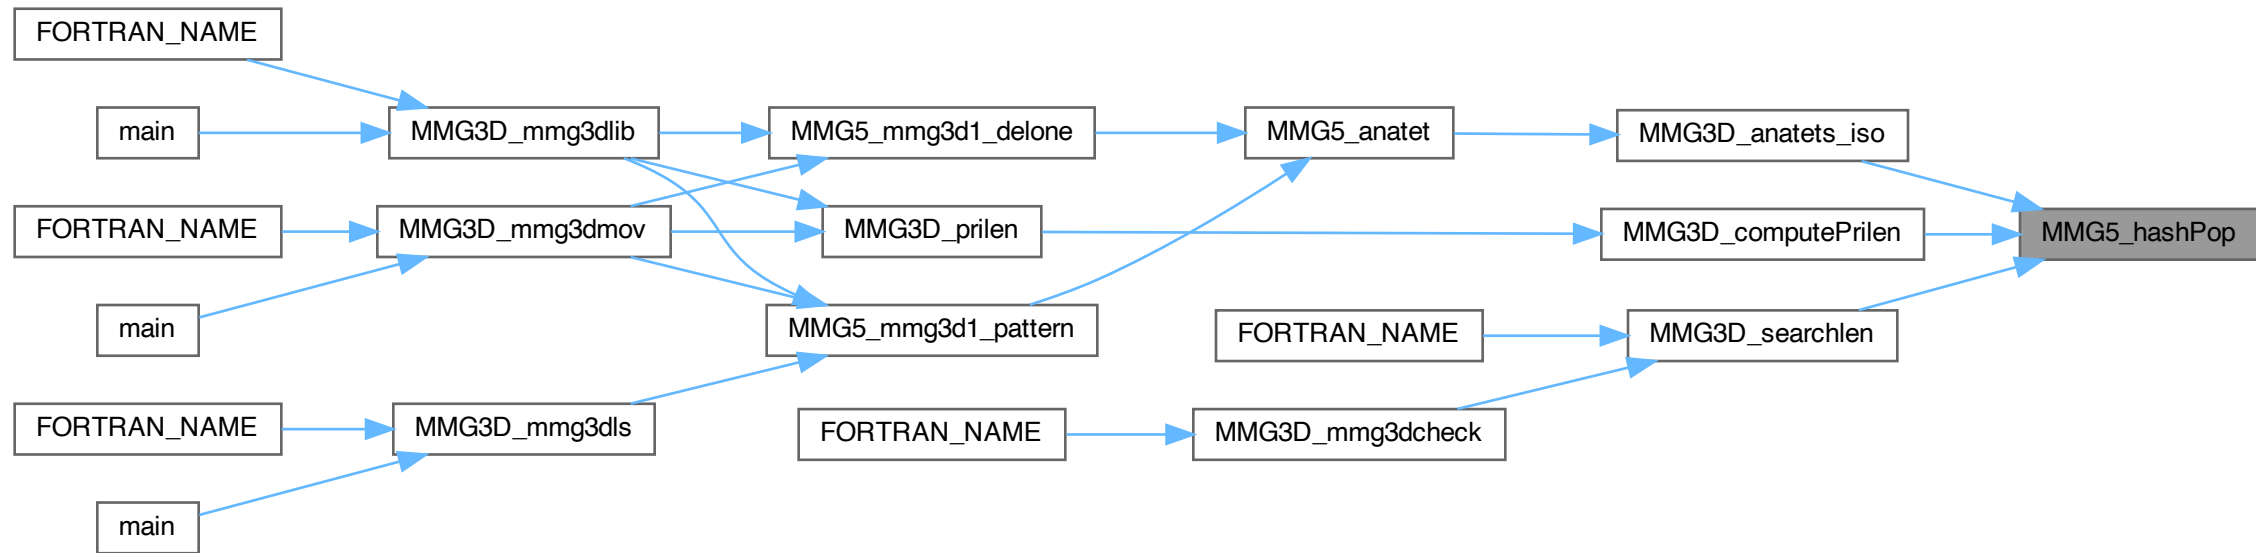 FORTRAN_NAME
main
MMG3D_mmg3dlib
MMG5_mmg3d1_delone
MMG5_anatet
MMG3D_anatets_iso
FORTRAN_NAME
MMG3D_mmg3dmov
MMG3D_prilen
MMG3D_computePrilen
MMG5_hashPop
main
MMG5_mmg3d1_pattern
FORTRAN_NAME
MMG3D_searchlen
FORTRAN_NAME
MMG3D_mmg3dls
FORTRAN_NAME
MMG3D_mmg3dcheck
main